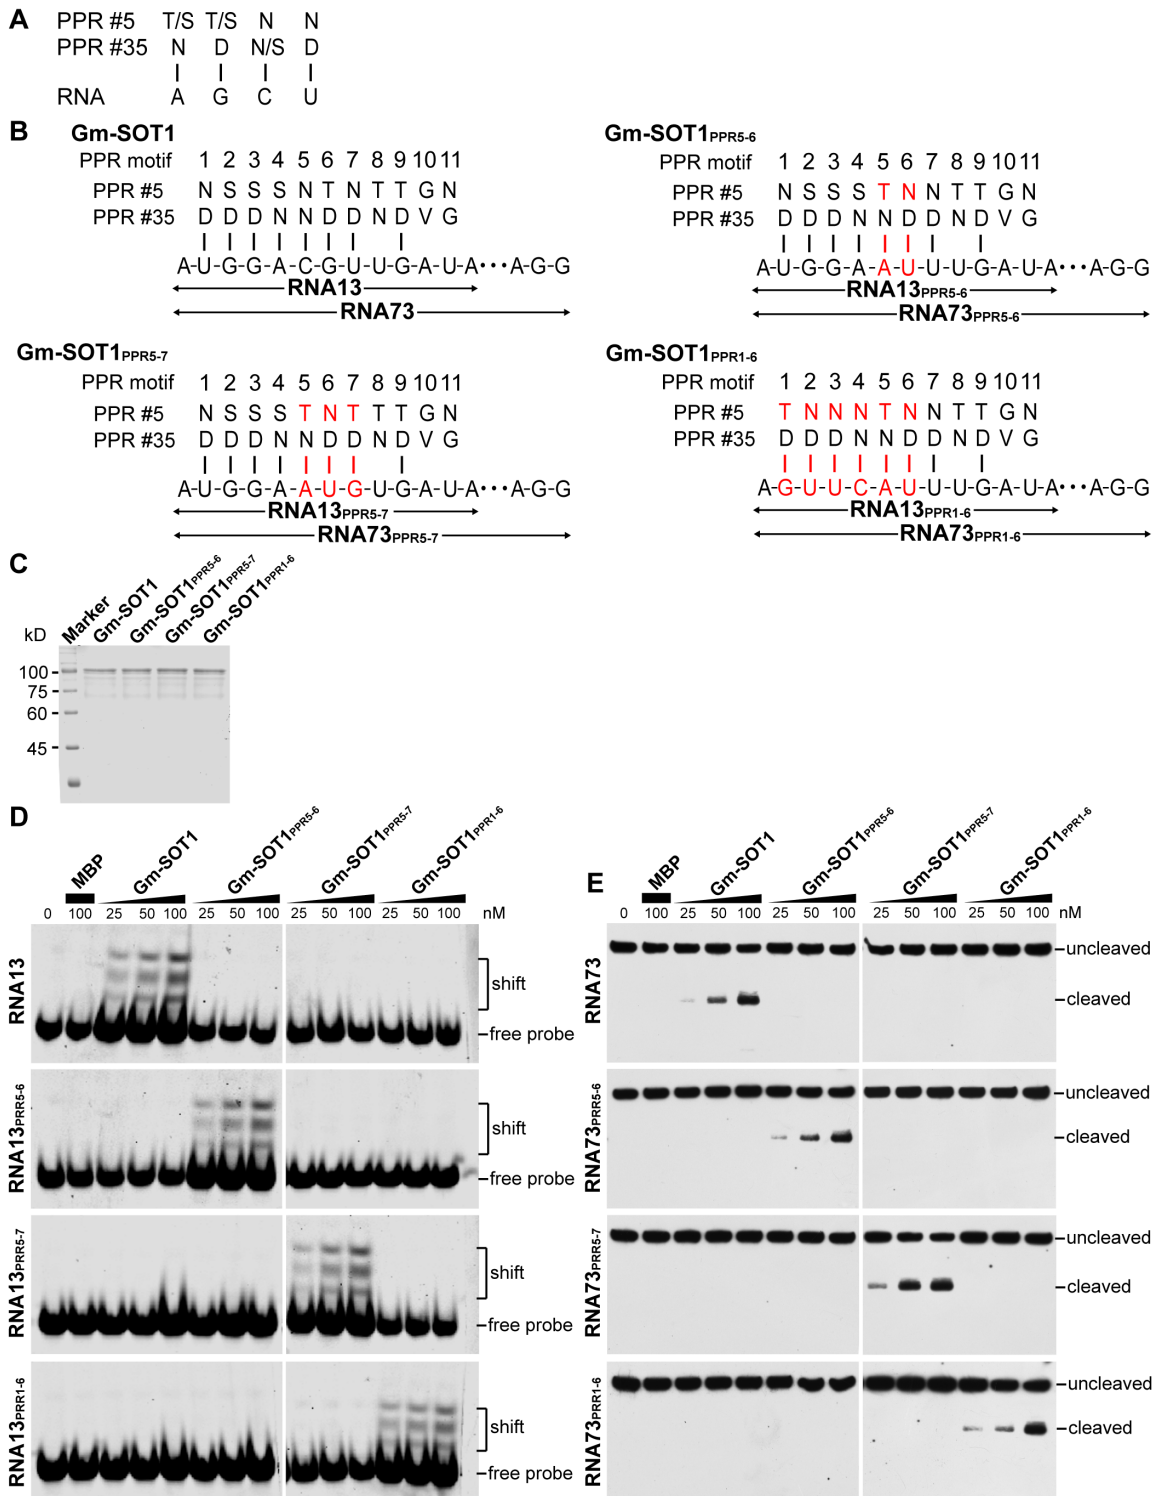 A
PPR #5 T/S T/S N N
PPR #35 N D N/S D
RNA A G C U
B
Gm-SOT1
PPR motif 1 2 3 4 5 6 7 8 9 10 11
PPR #5 N S S S N T N T T G N
PPR #35 D D D N N D D N D V G
A-U-G-G-A-C-G-U-U-G-A-U-A···A-G-G
RNA13
RNA73
Gm-SOT1PPR5-6
PPR motif 1 2 3 4 5 6 7 8 9 10 11
PPR #5 N S S S T N N T T G N
PPR #35 D D D N N D D N D V G
A-U-G-G-A-A-U-U-U-G-A-U-A···A-G-G
RNA13PPR5-6
RNA73PPR5-6
Gm-SOT1PPR5-7
PPR motif 1 2 3 4 5 6 7 8 9 10 11
PPR #5 N S S S T N T T T G N
PPR #35 D D D N N D D N D V G
A-U-G-G-A-A-U-G-U-G-A-U-A···A-G-G
RNA13PPR5-7
RNA73PPR5-7
Gm-SOT1PPR1-6
PPR motif 1 2 3 4 5 6 7 8 9 10 11
PPR #5 T N N N T N N T T G N
PPR #35 D D D N N D D N D V G
A-G-U-U-C-A-U-U-U-G-A-U-A···A-G-G
RNA13PPR1-6
RNA73PPR1-6
C
kD Marker Gm-SOT1 Gm-SOT1PPR5-6 Gm-SOT1PPR5-7 Gm-SOT1PPR1-6
100
75
60
45
D
MBP Gm-SOT1 Gm-SOT1PPR5-6 Gm-SOT1PPR5-7 Gm-SOT1PPR1-6
0 100 25 50 100 25 50 100 25 50 100 25 50 100 nM
RNA13
shift
free probe
RNA13PRR5-6
shift
free probe
RNA13PRR5-7
shift
free probe
RNA13PRR1-6
shift
free probe
E
MBP Gm-SOT1 Gm-SOT1PPR5-6 Gm-SOT1PPR5-7 Gm-SOT1PPR1-6
0 100 25 50 100 25 50 100 25 50 100 25 50 100 nM
RNA73
uncleaved
cleaved
RNA73PRR5-6
uncleaved
cleaved
RNA73PRR5-7
uncleaved
cleaved
RNA73PRR1-6
uncleaved
cleaved